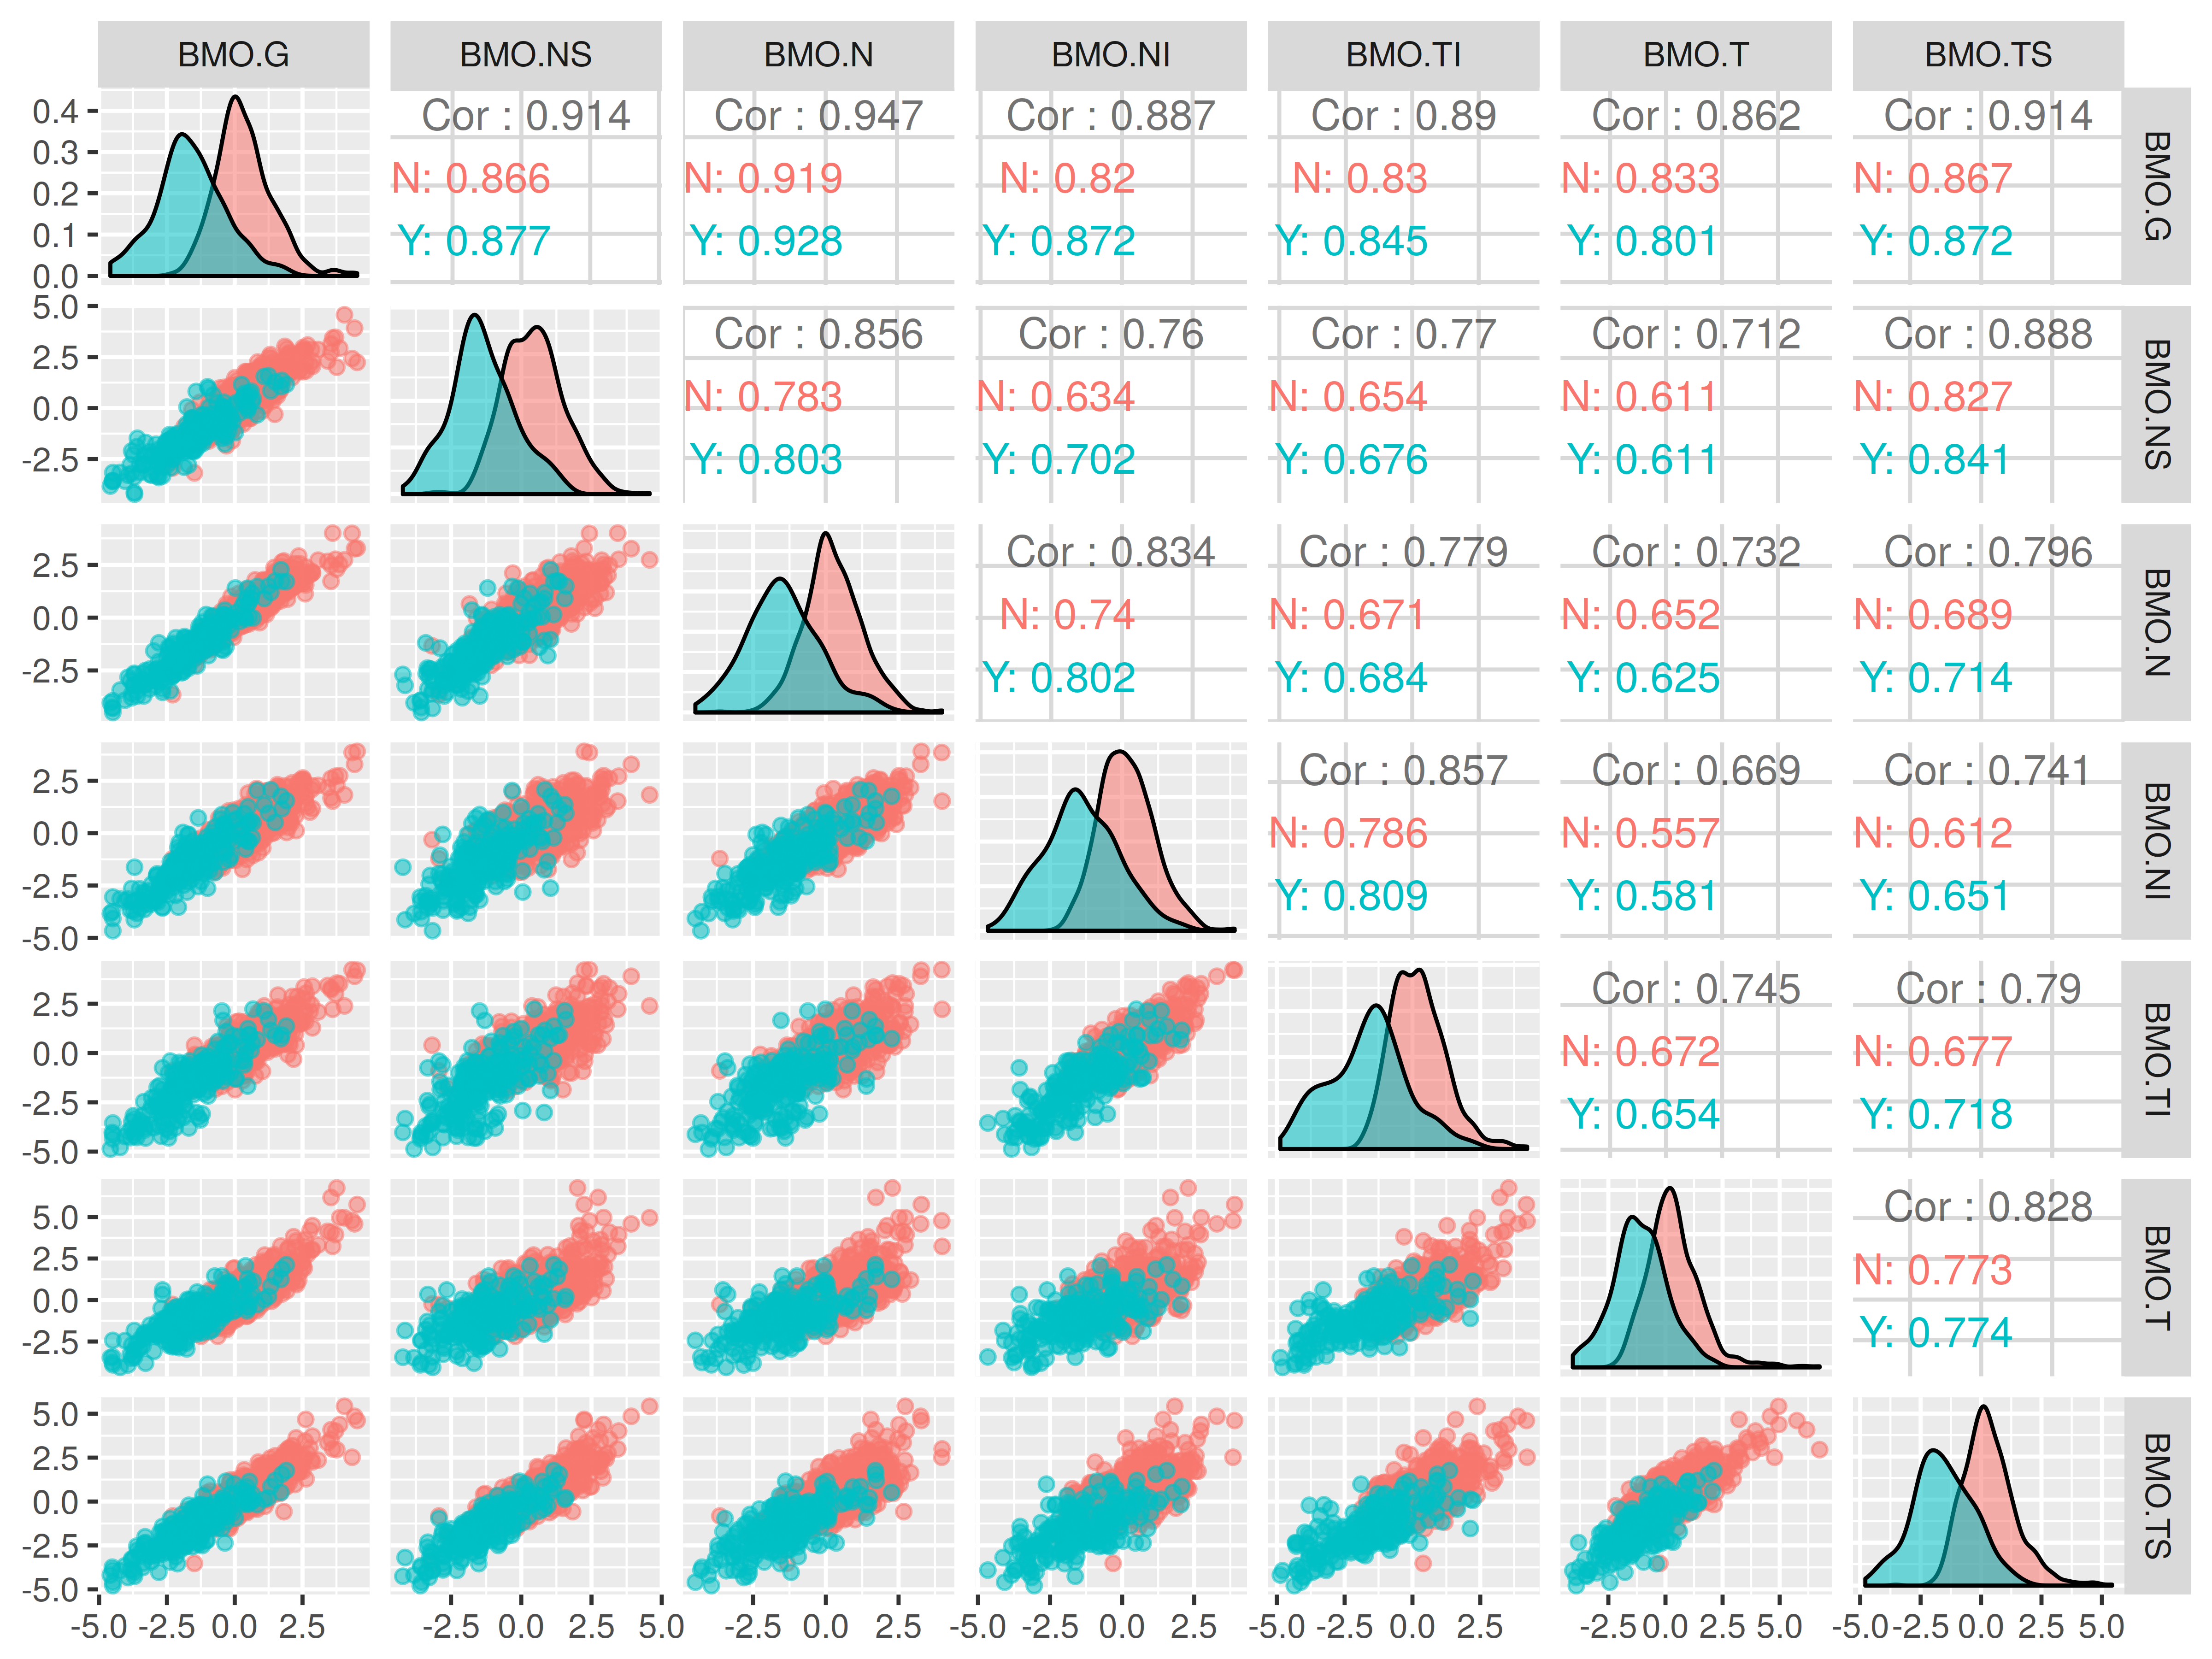 BMO.G BMO.NS BMO.N BMO.NI BMO.TI BMO.T BMO.TS
0.4
0.3
0.2
0.1
0.0
Cor : 0.914
N: 0.866
Y: 0.877
Cor : 0.947
N: 0.919
Y: 0.928
Cor : 0.887
N: 0.82
Y: 0.872
Cor : 0.89
N: 0.83
Y: 0.845
Cor : 0.862
N: 0.833
Y: 0.801
Cor : 0.914
N: 0.867
Y: 0.872
BMO.G
5.0
2.5
0.0
-2.5
Cor : 0.856
N: 0.783
Y: 0.803
Cor : 0.76
N: 0.634
Y: 0.702
Cor : 0.77
N: 0.654
Y: 0.676
Cor : 0.712
N: 0.611
Y: 0.611
Cor : 0.888
N: 0.827
Y: 0.841
BMO.NS
2.5
0.0
-2.5
Cor : 0.834
N: 0.74
Y: 0.802
Cor : 0.779
N: 0.671
Y: 0.684
Cor : 0.732
N: 0.652
Y: 0.625
Cor : 0.796
N: 0.689
Y: 0.714
BMO.N
2.5
0.0
-2.5
-5.0
Cor : 0.857
N: 0.786
Y: 0.809
Cor : 0.669
N: 0.557
Y: 0.581
Cor : 0.741
N: 0.612
Y: 0.651
BMO.NI
2.5
0.0
-2.5
-5.0
Cor : 0.745
N: 0.672
Y: 0.654
Cor : 0.79
N: 0.677
Y: 0.718
BMO.TI
5.0
2.5
0.0
-2.5
Cor : 0.828
N: 0.773
Y: 0.774
BMO.T
5.0
2.5
0.0
-2.5
-5.0
BMO.TS
-5.0 -2.5 0.0 2.5
-2.5 0.0 2.5 5.0
-2.5 0.0 2.5
-5.0 -2.5 0.0 2.5
-5.0 -2.5 0.0 2.5
-2.5 0.0 2.5 5.0
-5.0 -2.5 0.0 2.5 5.0